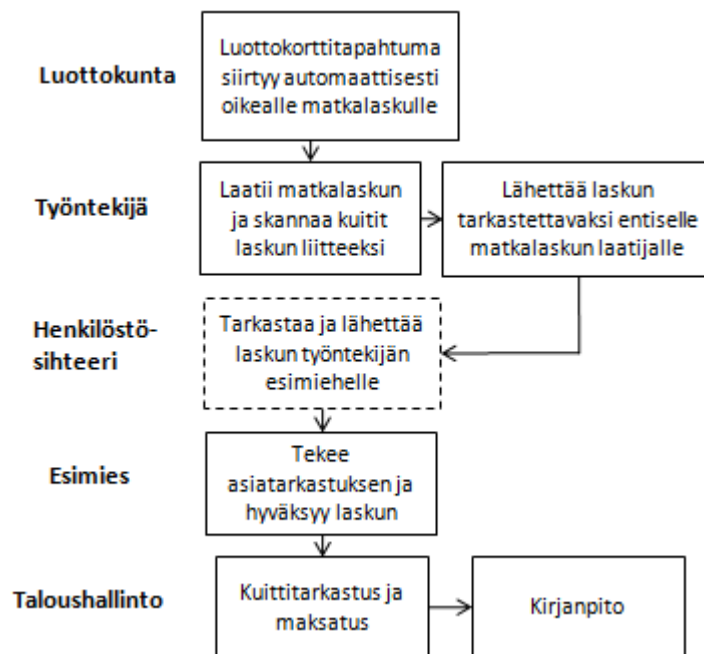 Luottokunta
Luottokorttitapahtuma
siirtyy automaattisesti
oikealle matkalaskulle
Työntekijä
Laatii matkalaskun
ja skannaa kuitit
laskun liitteeksi
Lähettää laskun
tarkastettavaksi entiselle
matkalaskun laatijalle
Henkilöstö-
sihteeri
Tarkastaa ja lähettää
laskun työntekijän
esimiehelle
Esimies
Tekee
asiatarkastuksen ja
hyväksyy laskun
Taloushallinto
Kuittitarkastus ja
maksatus
Kirjanpito